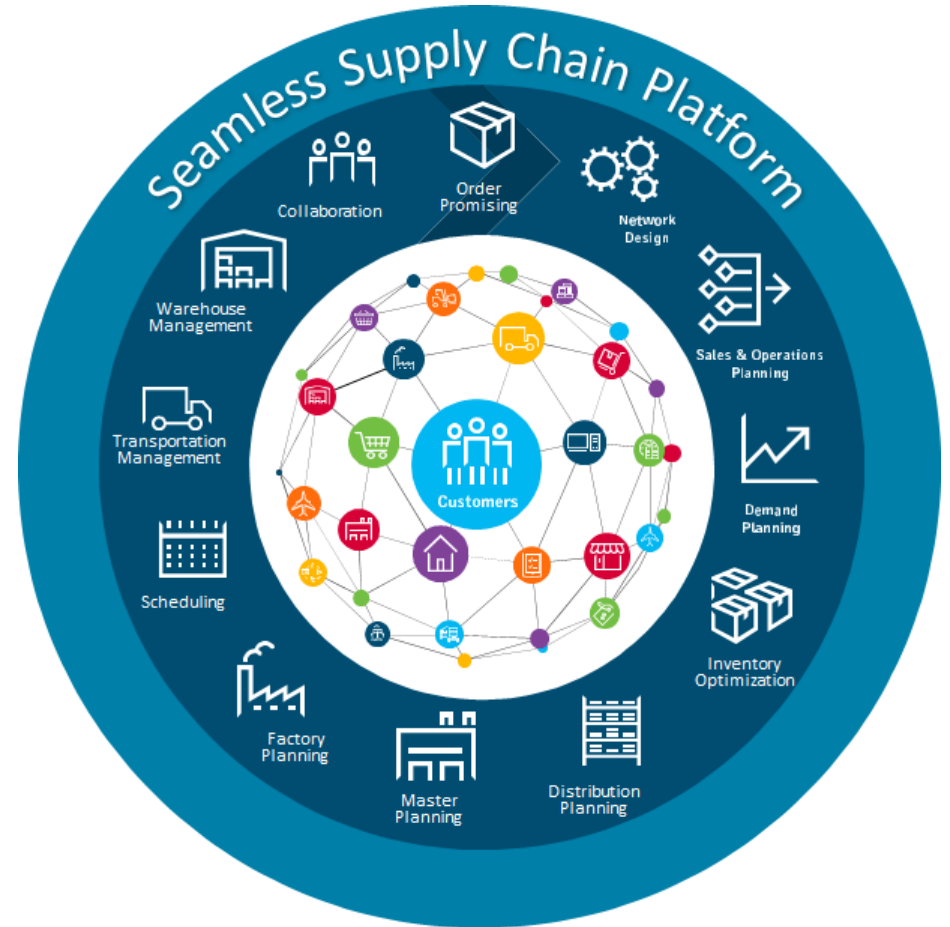 Seamless Supply Chain Platform
Order
Promising
Network
Design
Sales & Operations
Planning
Demand
Planning
Inventory
Optimization
Distribution
Planning
Master
Planning
Factory
Planning
Scheduling
Transportation
Management
Warehouse
Management
Collaboration
Customers